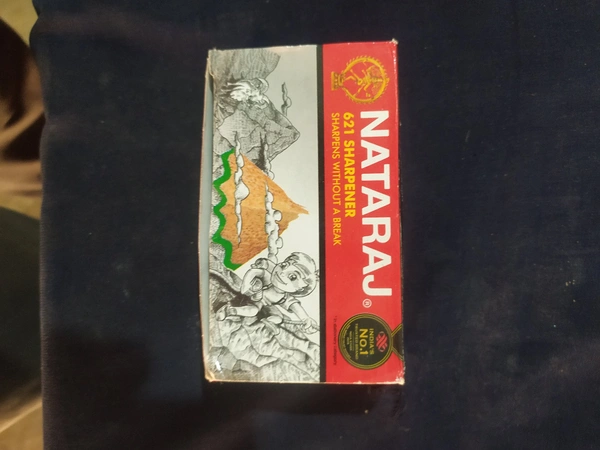 NATARAJ®
621 SHARPENER
SHARPENS WITHOUT A BREAK
INDIA'S
No.1